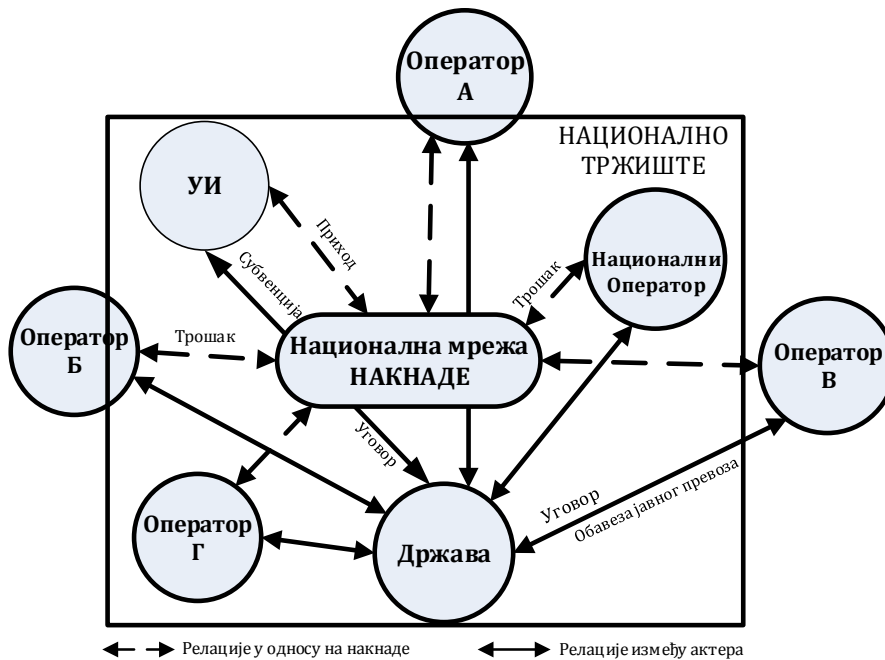 Оператор
А
НАЦИОНАЛНО
ТРЖИШТЕ
УИ
Приход
Субвенција
Национални
Оператор
Трошак
Оператор
Б
Трошак
Национална мрежа
НАКНАДЕ
Оператор
В
Уговор
Уговор
Обавеза јавног превоза
Оператор
Г
Држава
Релације у односу на накнаде
Релације између актера